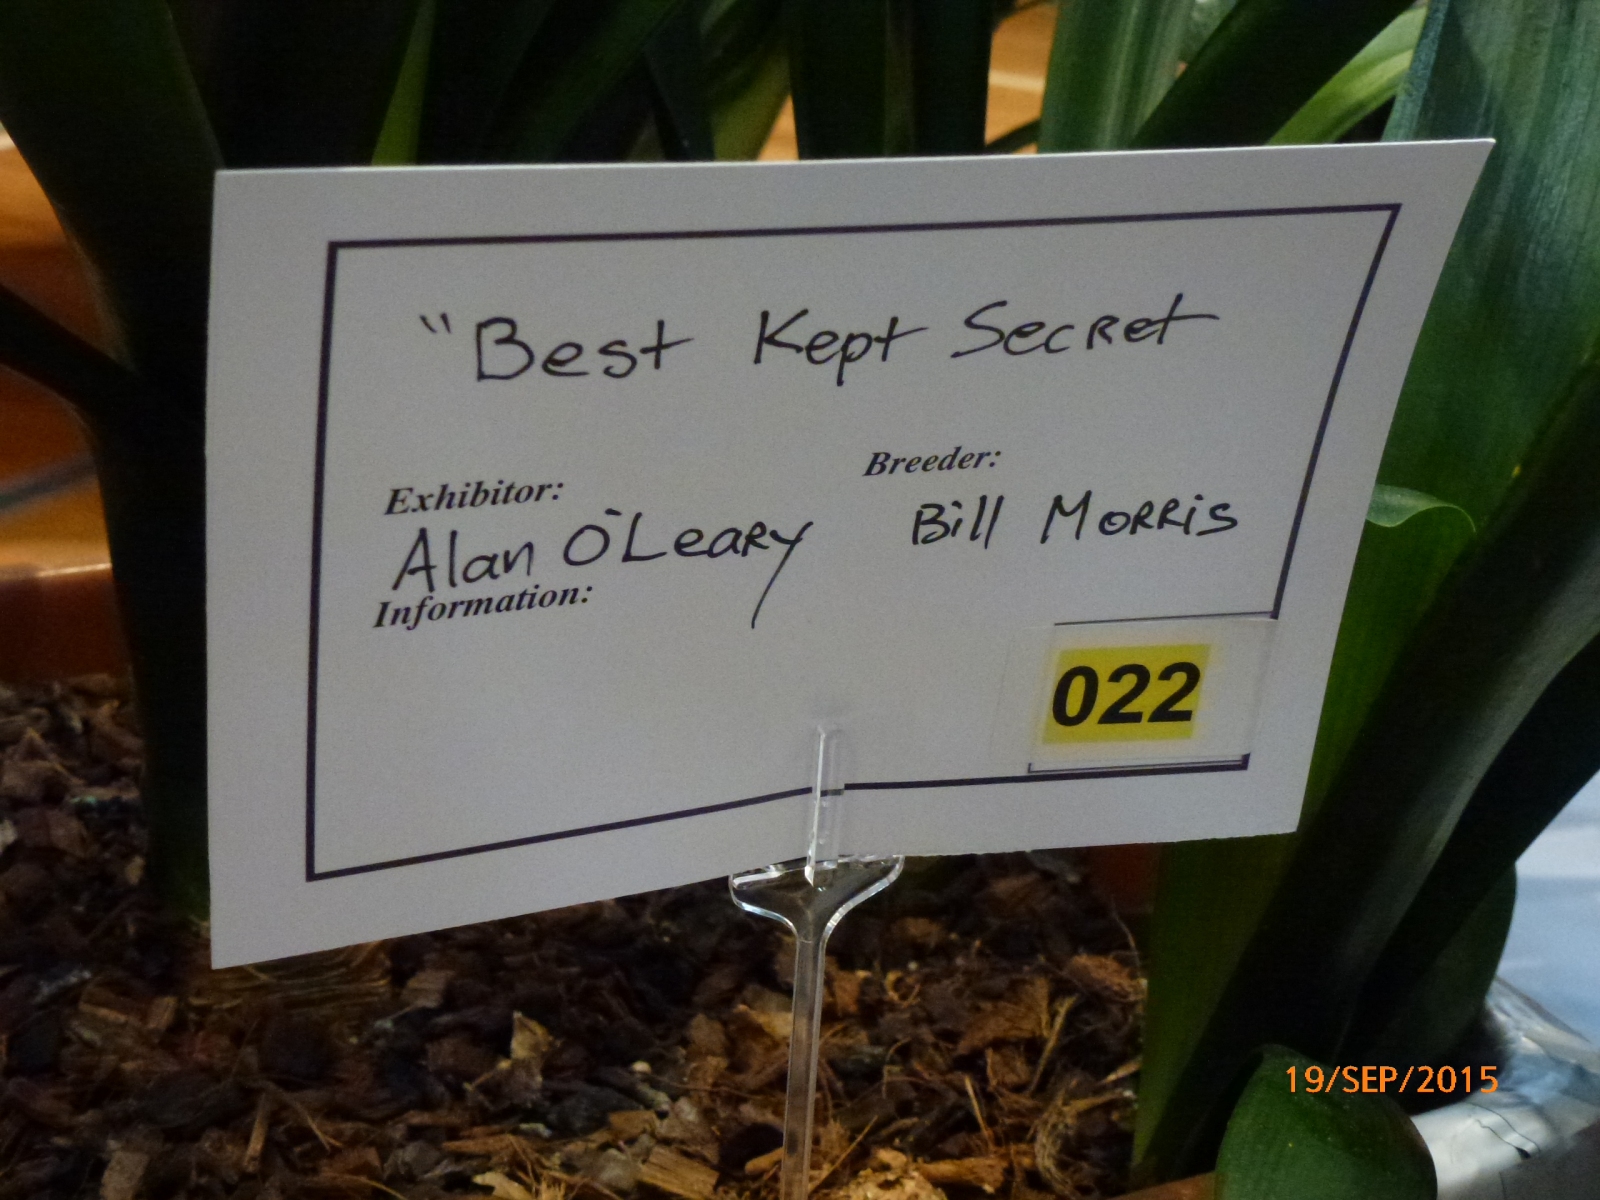 "Best Kept Secret
Breeder:
Exhibitor:
Bill Morris
Alan O'Leary
Information:
022
19/SEP/2015